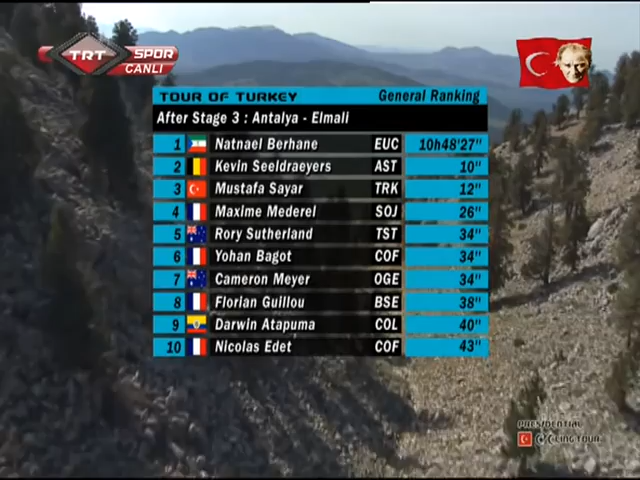 TRT SPOR
CANLI
TOUR OF TURKEY General Ranking
After Stage 3 : Antalya - Elmali
1 Natnael Berhane EUC 10h48'27"
2 Kevin Seeldraeyers AST 10"
3 Mustafa Sayar TRK 12"
4 Maxime Mederel SOJ 26"
5 Rory Sutherland TST 34"
6 Yohan Bagot COF 34"
7 Cameron Meyer OGE 34"
8 Florian Guillou BSE 38"
9 Darwin Atapuma COL 40"
10 Nicolas Edet COF 43"
PRESIDENTIAL
CYCLING TOUR